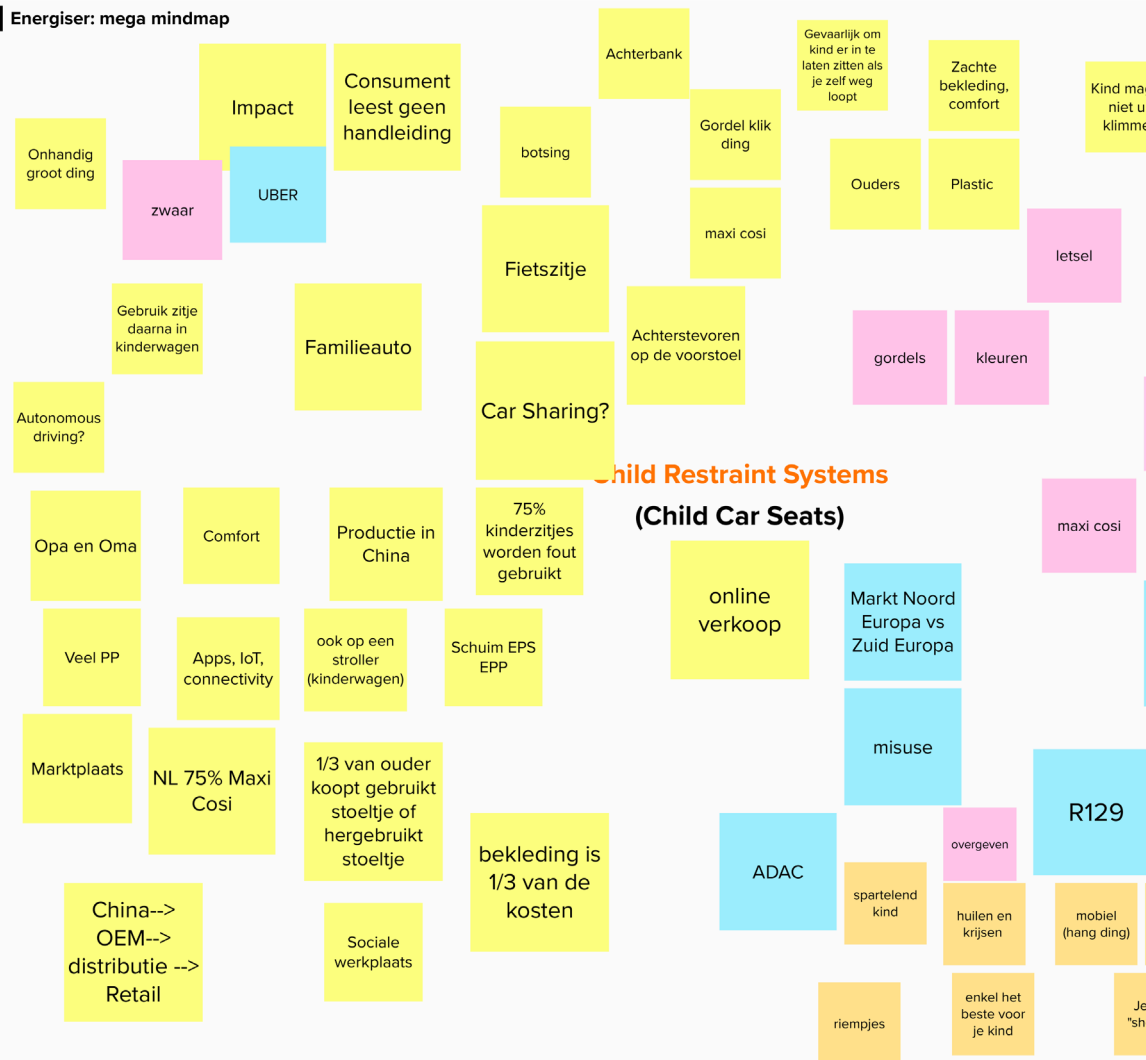 Energiser: mega mindmap
Impact
Consument
leest geen
handleiding
Onhandig
groot ding
zwaar
UBER
Gebruik zitje
daarna in
kinderwagen
Familieauto
Autonomous
driving?
Achterbank
botsing
Gordel klik
ding
Fietszitje
maxi cosi
Achterstevoren
op de voorstoel
Car Sharing?
Gevaarlijk om
kind er in te
laten zitten als
je zelf weg
loopt
Zachte
bekleding,
comfort
Ouders
Plastic
niet
letsel
gordels
kleuren
hild Restraint Systems
(Child Car Seats)
Opa en Oma
Comfort
Productie in
China
75%
kinderzitjes
worden fout
gebruikt
Veel PP
Apps, IoT,
connectivity
ook op een
stroller
(kinderwagen)
Schuim EPS
EPP
Marktplaats
NL 75% Maxi
Cosi
1/3 van ouder
koopt gebruikt
stoeltje of
hergebruikt
stoeltje
bekleding is
1/3 van de
kosten
China-->
OEM-->
distributie -->
Retail
Sociale
werkplaats
online
verkoop
Markt Noord
Europa vs
Zuid Europa
maxi cosi
misuse
R129
ADAC
overgeven
spartelend
kind
huilen en
krijsen
mobiel
(hang ding)
riempjes
enkel het
beste voor
je kind